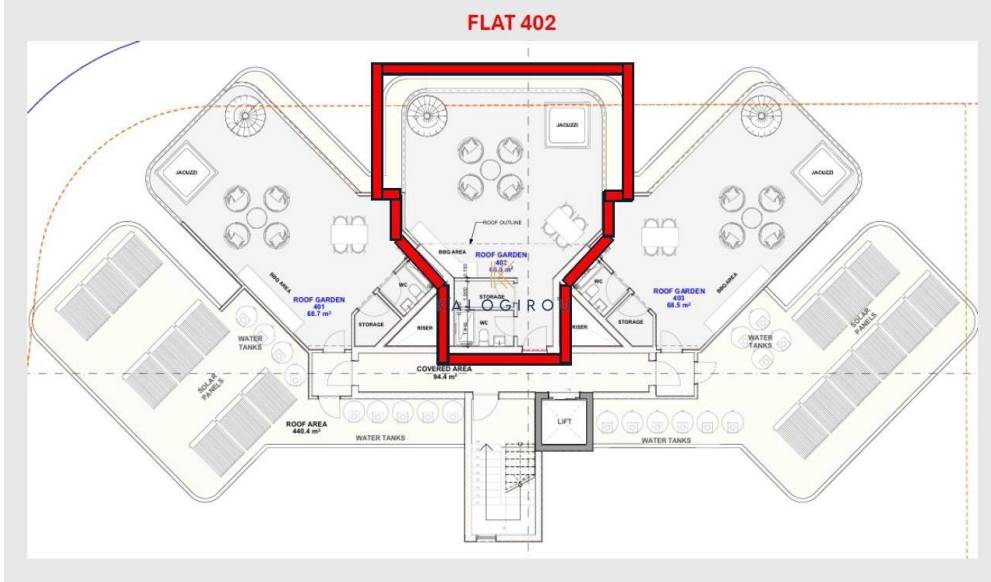 FLAT 402
JACUZZI
JACUZZI
JACUZZI
ROOF OUTLINE
BBQ AREA
ROOF GARDEN
402
BBQ AREA
ROOF GARDEN
401
68.7 m²
WC
STORAGE
RISER
STORAGE
KALOGIROU
WC
WC
STORAGE
RISER
ROOF GARDEN
403
68.5 m²
BBQ AREA
SOLAR
PANELS
WATER
TANKS
WATER
TANKS
SOLAR
PANELS
COVERED AREA
94.4 m²
ROOF AREA
440.4 m²
WATER TANKS
LIFT
WATER TANKS